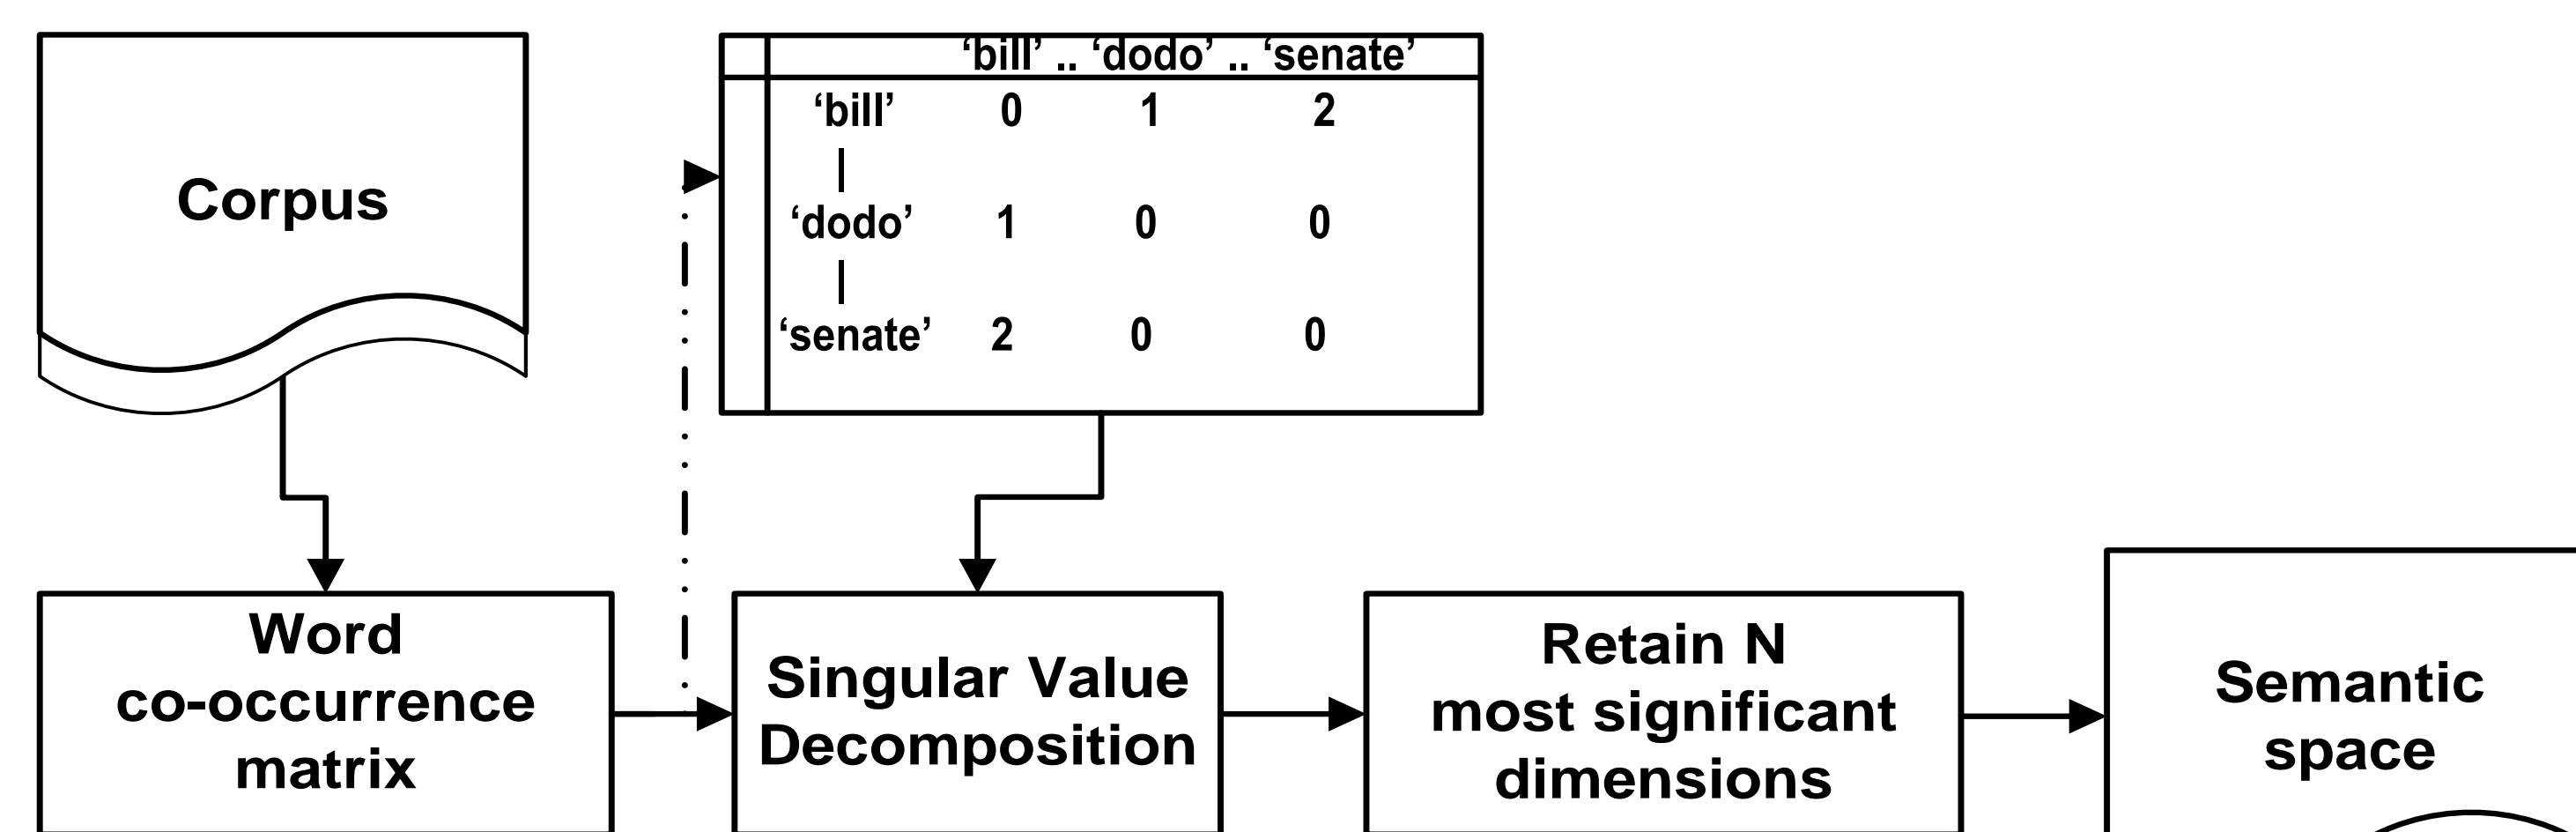 Corpus
‘bill’ .. ‘dodo’ .. ‘senate’
‘bill’ 0 1 2
‘dodo’ 1 0 0
‘senate’ 2 0 0
Word
co-occurrence
matrix
Singular Value
Decomposition
Retain N
most significant
dimensions
Semantic
space